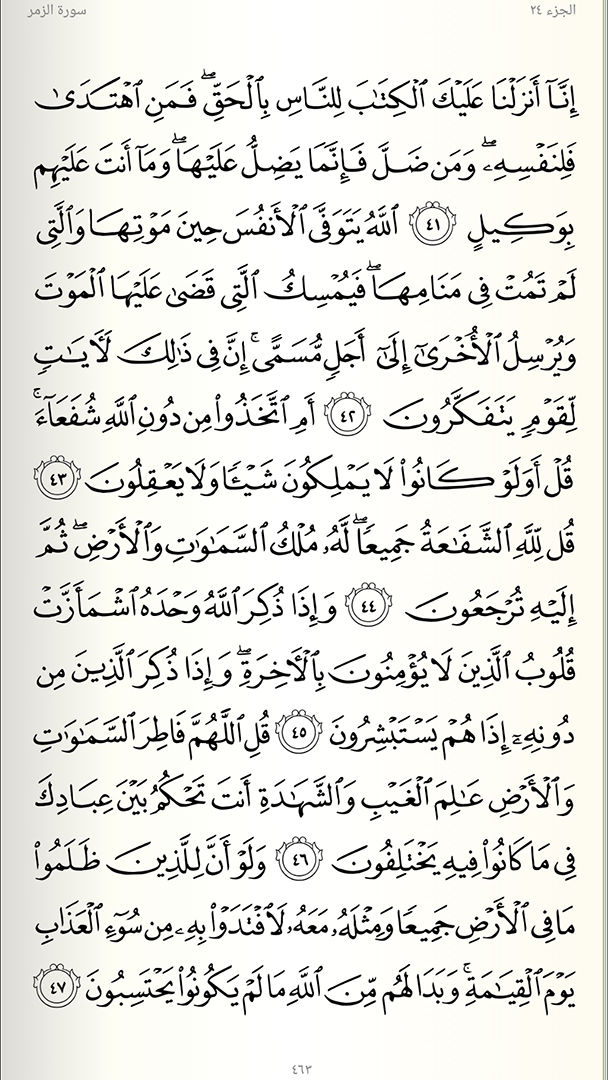 سورة الزمر
الجزء ٢٤
إِنَّآ أَنزَلْنَا عَلَيْكَ ٱلْكِتَٰبَ لِلنَّاسِ بِٱلْحَقِّۖ فَمَنِ ٱهْتَدَىٰ
فَلِنَفْسِهِۦۖ وَمَن ضَلَّ فَإِنَّمَا يَضِلُّ عَلَيْهَاۖ وَمَآ أَنتَ عَلَيْهِم
بِوَكِيلٍ ٤١ ٱللَّهُ يَتَوَفَّى ٱلْأَنفُسَ حِينَ مَوْتِهَا وَٱلَّتِى
لَمْ تَمُتْ فِى مَنَامِهَاۖ فَيُمْسِكُ ٱلَّتِى قَضَىٰ عَلَيْهَا ٱلْمَوْتَ
وَيُرْسِلُ ٱلْأُخْرَىٰٓ إِلَىٰٓ أَجَلٍ مُّسَمًّىۚ إِنَّ فِى ذَٰلِكَ لَءَايَٰتٍ
لِّقَوْمٍ يَتَفَكَّرُونَ ٤٢ أَمِ ٱتَّخَذُوا۟ مِن دُونِ ٱللَّهِ شُفَعَآءَۚ
قُلْ أَوَلَوْ كَانُوا۟ لَا يَمْلِكُونَ شَيْـًٔا وَلَا يَعْقِلُونَ ٤٣
قُل لِّلَّهِ ٱلشَّفَٰعَةُ جَمِيعًاۖ لَّهُۥ مُلْكُ ٱلسَّمَٰوَٰتِ وَٱلْأَرْضِۖ ثُمَّ
إِلَيْهِ تُرْجَعُونَ ٤٤ وَإِذَا ذُكِرَ ٱللَّهُ وَحْدَهُ ٱشْمَأَزَّتْ
قُلُوبُ ٱلَّذِينَ لَا يُؤْمِنُونَ بِٱلْءَاخِرَةِۖ وَإِذَا ذُكِرَ ٱلَّذِينَ مِن
دُونِهِۦٓ إِذَا هُمْ يَسْتَبْشِرُونَ ٤٥ قُلِ ٱللَّهُمَّ فَاطِرَ ٱلسَّمَٰوَٰتِ
وَٱلْأَرْضِ عَٰلِمَ ٱلْغَيْبِ وَٱلشَّهَٰدَةِ أَنتَ تَحْكُمُ بَيْنَ عِبَادِكَ
فِى مَا كَانُوا۟ فِيهِ يَخْتَلِفُونَ ٤٦ وَلَوْ أَنَّ لِلَّذِينَ ظَلَمُوا۟
مَا فِى ٱلْأَرْضِ جَمِيعًا وَمِثْلَهُۥ مَعَهُۥ لَٱفْتَدَوْا۟ بِهِۦ مِن سُوٓءِ ٱلْعَذَابِ
يَوْمَ ٱلْقِيَٰمَةِۚ وَبَدَا لَهُم مِّنَ ٱللَّهِ مَا لَمْ يَكُونُوا۟ يَحْتَسِبُونَ ٤٧
٤٦٣